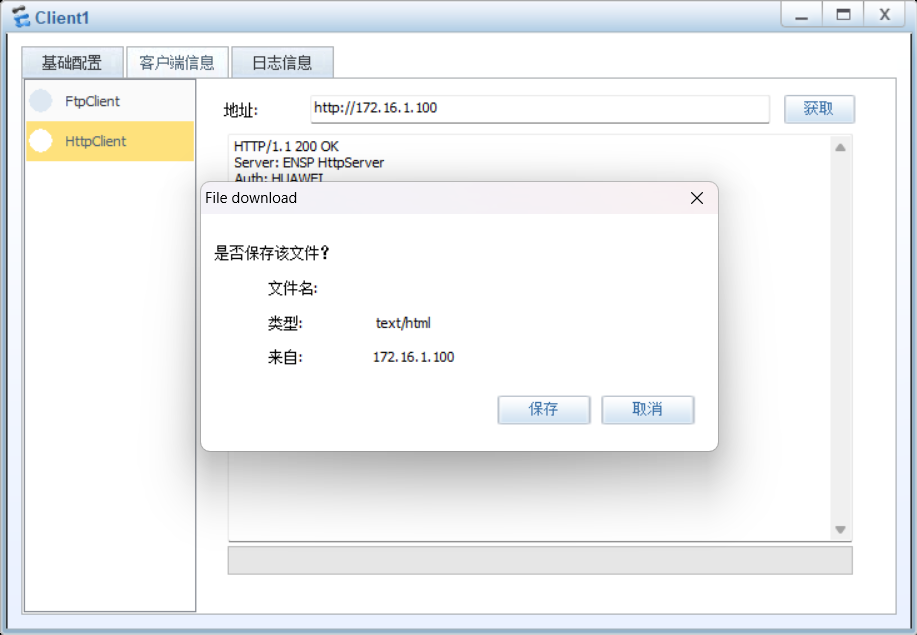 Client1
基础配置 客户端信息 日志信息
FtpClient
HttpClient
地址: http://172.16.1.100 获取
HTTP/1.1 200 OK
Server: ENSP HttpServer
Auth: HUAWEI
File download
是否保存该文件?
文件名:
类型: text/html
来自: 172.16.1.100
保存 取消